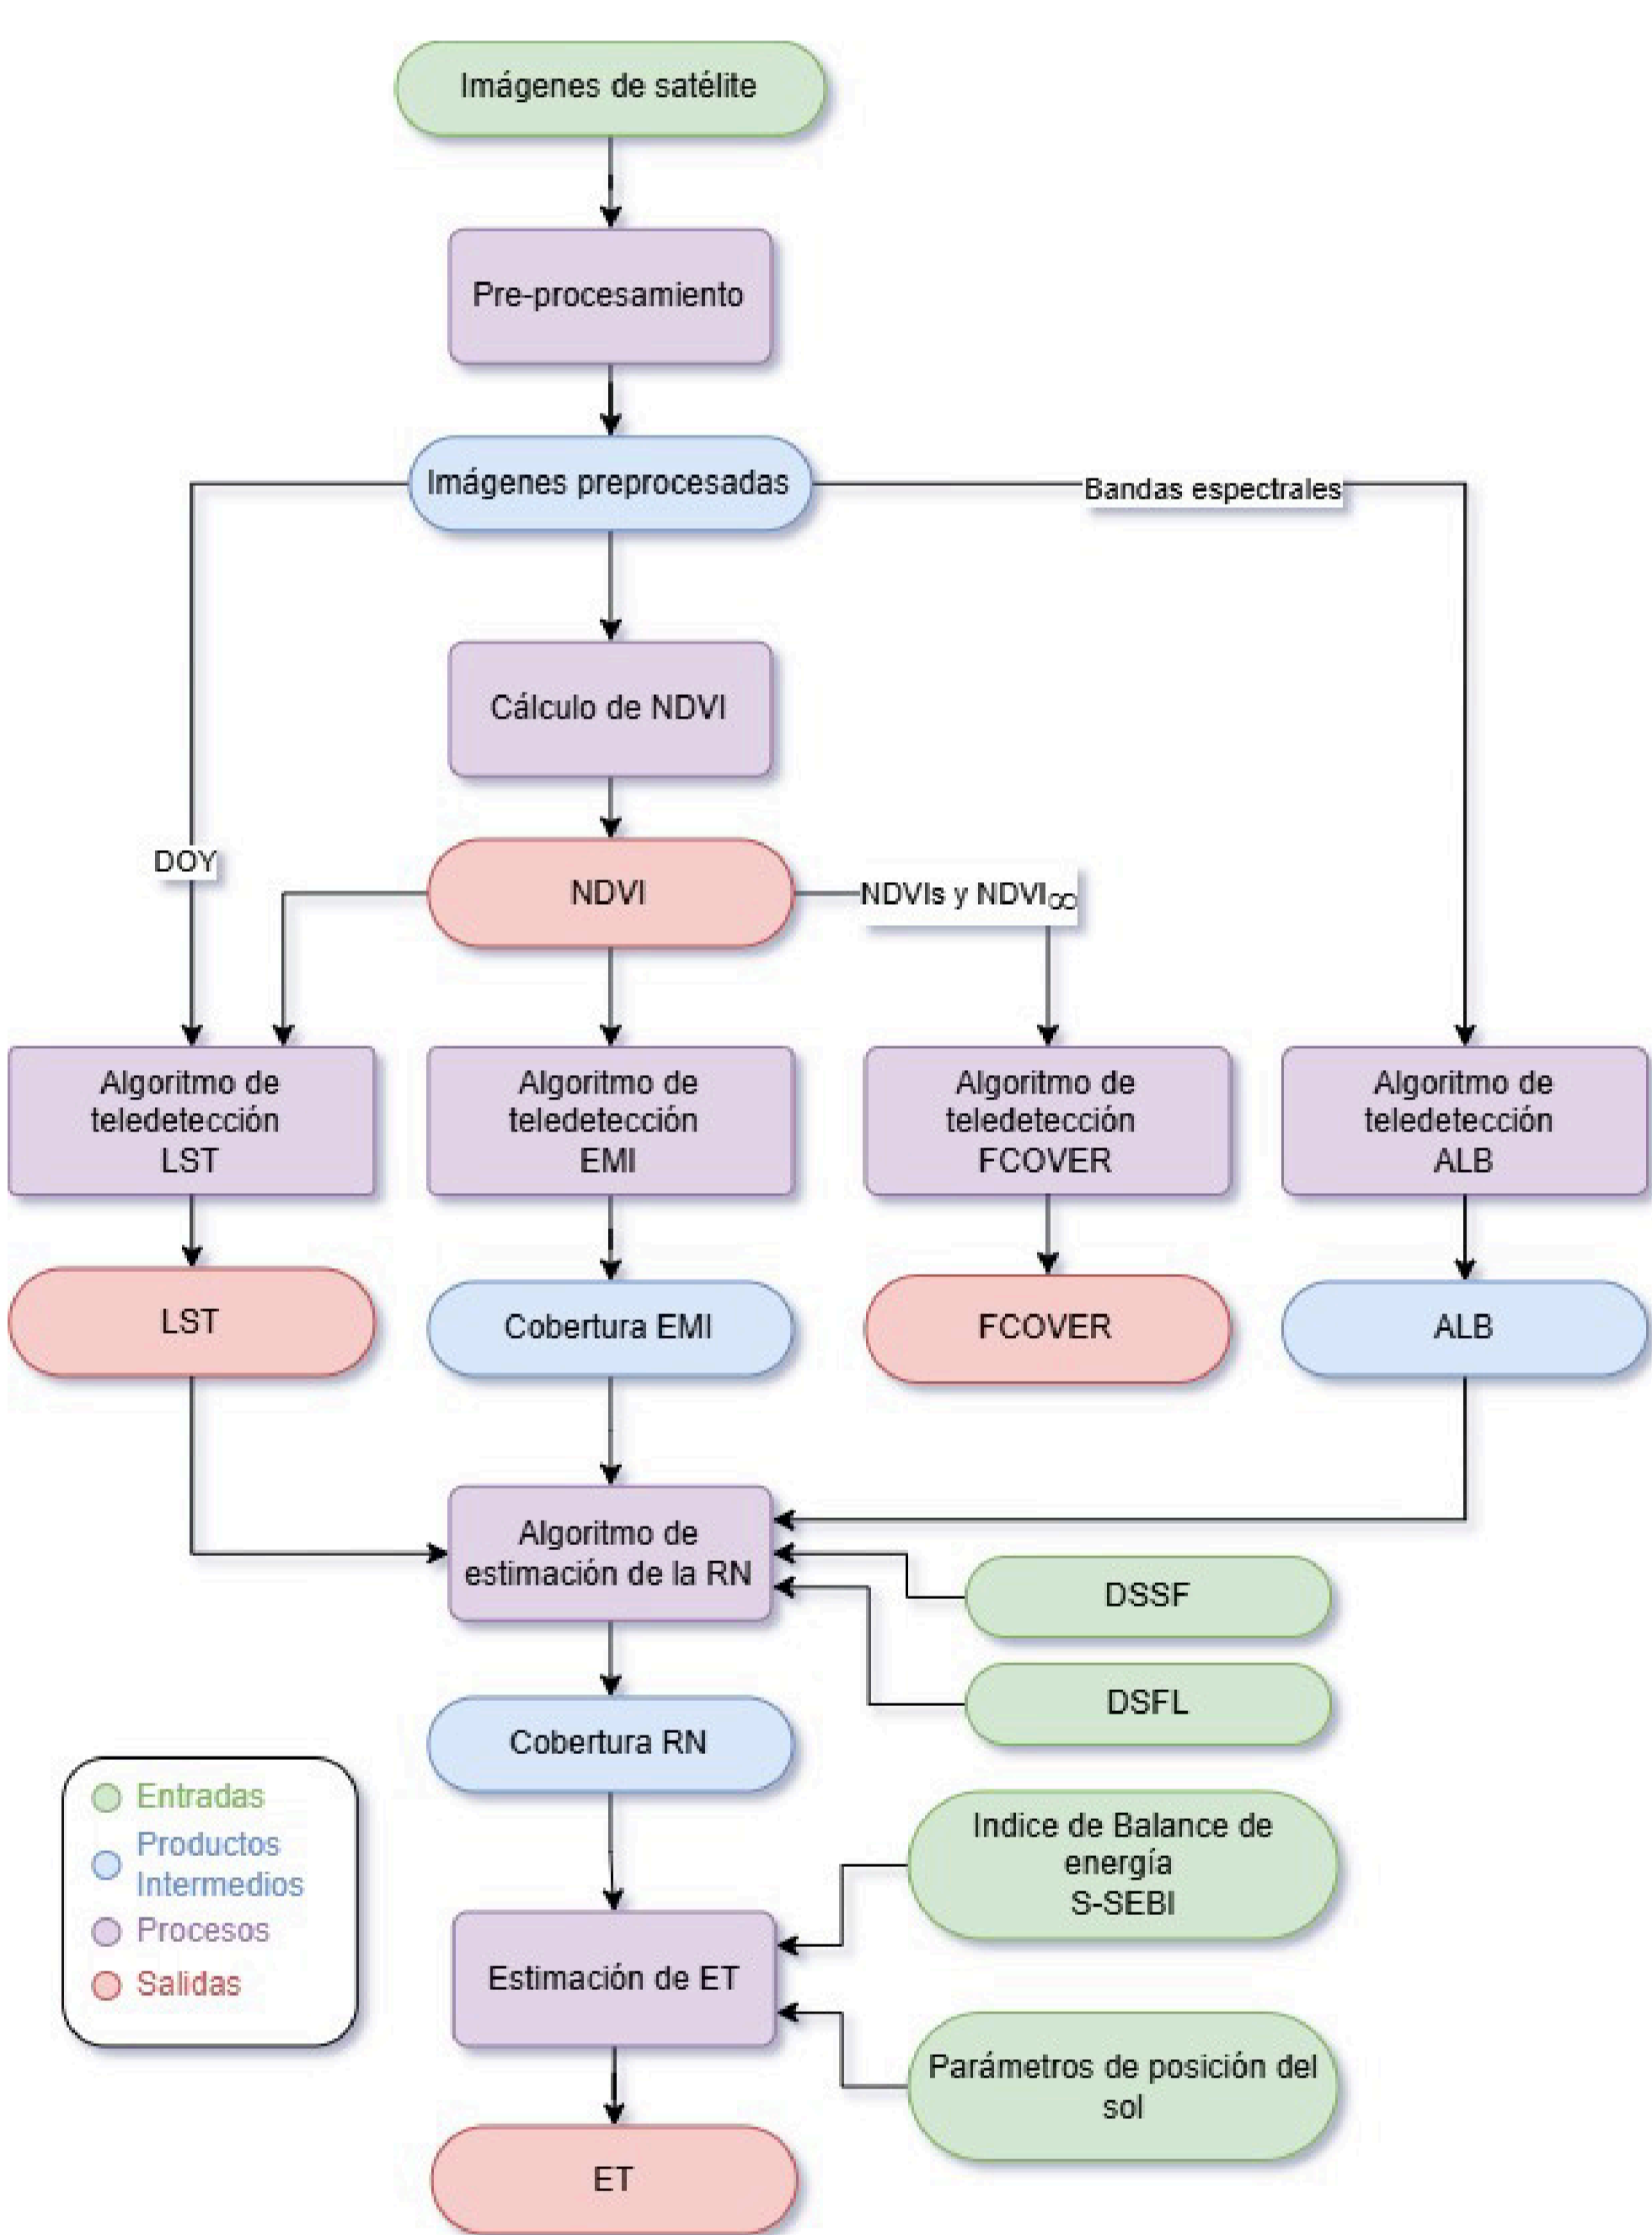 Imágenes de satélite
Pre-procesamiento
Imágenes preprocesadas
Bandas espectrales
Cálculo de NDVI
DOY
NDVI
NDVIs y NDVI∞
Algoritmo de
teledetección
LST
Algoritmo de
teledetección
EMI
Algoritmo de
teledetección
FCOVER
Algoritmo de
teledetección
ALB
LST
Cobertura EMI
FCOVER
ALB
Algoritmo de
estimación de la RN
DSSF
DSFL
Cobertura RN
Entradas
Productos
Intermedios
Procesos
Salidas
Indice de Balance de
energía
S-SEBI
Estimación de ET
Parámetros de posición del
sol
ET